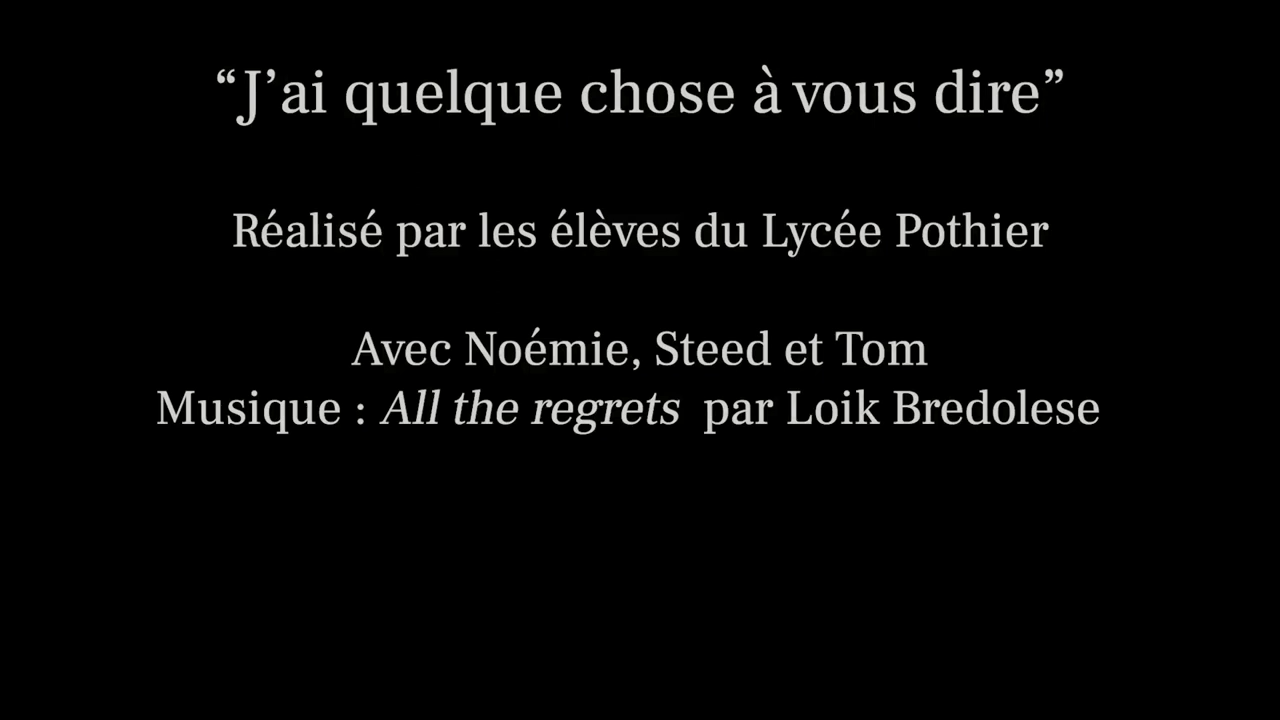 “J’ai quelque chose à vous dire”
Réalisé par les élèves du Lycée Pothier
Avec Noémie, Steed et Tom
Musique : All the regrets par Loik Bredolese